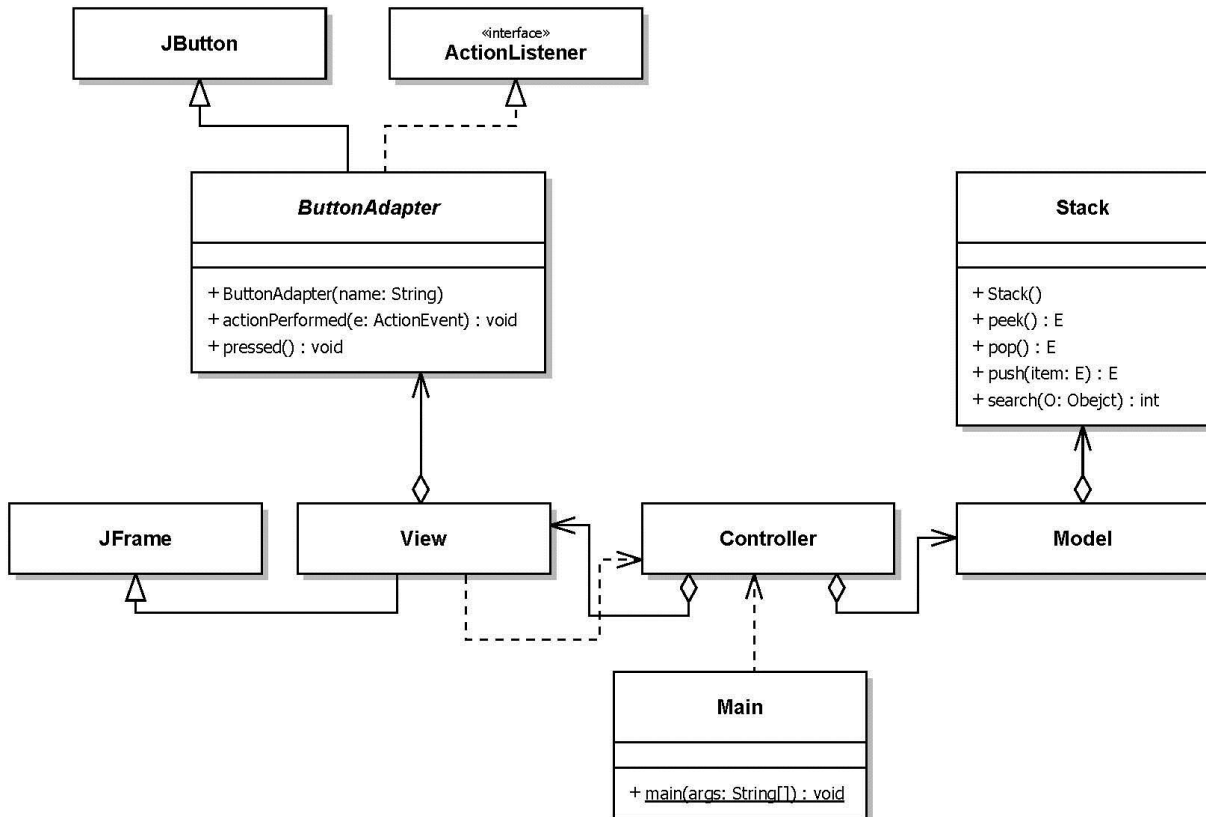 JButton
«interface»
ActionListener
ButtonAdapter
+ ButtonAdapter(name: String)
+ actionPerformed(e: ActionEvent) : void
+ pressed() : void
Stack
+ Stack()
+ peek() : E
+ pop() : E
+ push(item: E) : E
+ search(O: Obejct) : int
JFrame
View
Controller
Model
Main
+ main(args: String[]) : void